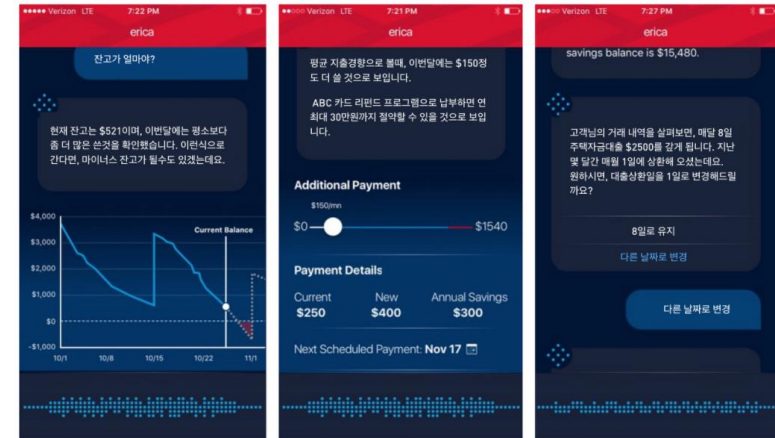 Verizon LTE 7:22 PM
erica
잔고가 얼마야?
현재 잔고는 $521이며, 이번달에는 평소보다
좀 더 많은 쓴것을 확인했습니다. 이런식으로
간다면, 마이너스 잔고가 될수도 있겠는데요.
$4,000
$3,000
$2,000
$1,000
$0
-$1,000
Current Balance
10/1 10/8 10/15 10/22 11/1
Verizon LTE 7:21 PM
erica
평균 지출경향으로 볼때, 이번달에는 $150정
도 더 쓸 것으로 보입니다.
ABC 카드 리펀드 프로그램으로 납부하면 연
최대 30만원까지 절약할 수 있을 것으로 보입
니다.
Additional Payment
$150/mn
$0 $1540
Payment Details
Current New Annual Savings
$250 $400 $300
Next Scheduled Payment: Nov 17
Verizon LTE 7:27 PM
erica
savings balance is $15,480.
고객님의 거래 내역을 살펴보면, 매달 8일
주택자금대출 $2500를 갚게 됩니다. 지난
몇 달간 매월 1일에 상환해 오셨는데요.
원하시면, 대출상환일을 1일로 변경해드릴
까요?
8일로 유지
다른 날짜로 변경
다른 날짜로 변경